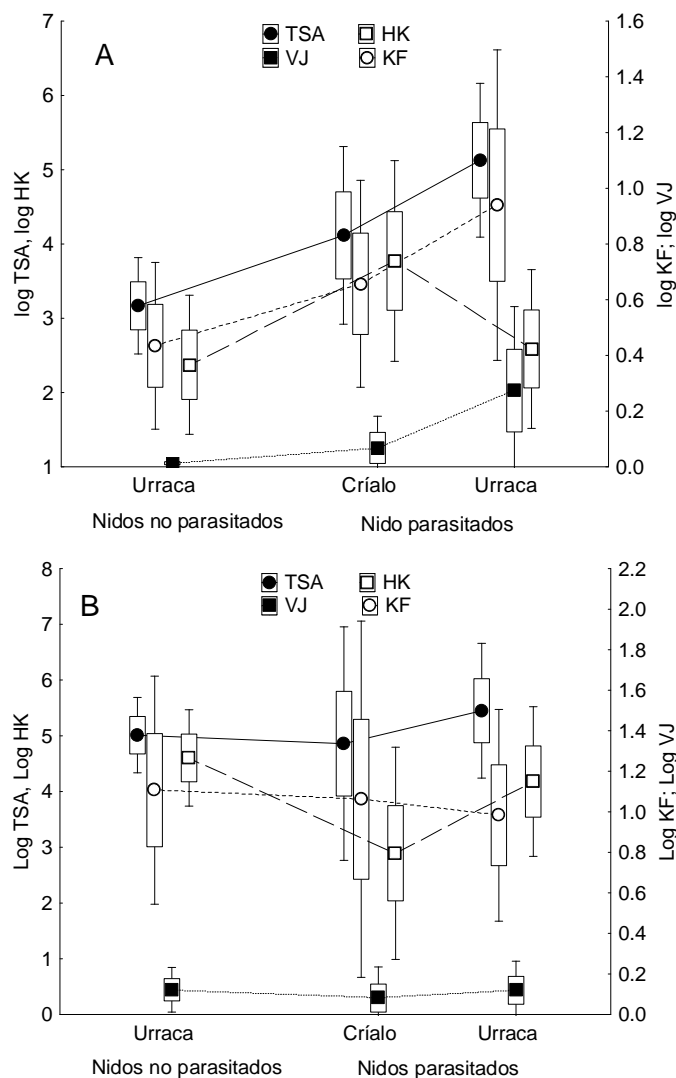 A
TSA HK
VJ KF
7
6
5
4
3
2
1
log TSA, log HK
1.6
1.4
1.2
1.0
0.8
0.6
0.4
0.2
0.0
log KF; log VJ
Urraca Críalo Urraca
Nidos no parasitados Nido parasitados
B
TSA HK
VJ KF
8
7
6
5
4
3
2
1
0
Log TSA, Log HK
2.2
2.0
1.8
1.6
1.4
1.2
1.0
0.8
0.6
0.4
0.2
0.0
Log KF; Log VJ
Urraca Críalo Urraca
Nidos no parasitados Nidos parasitados